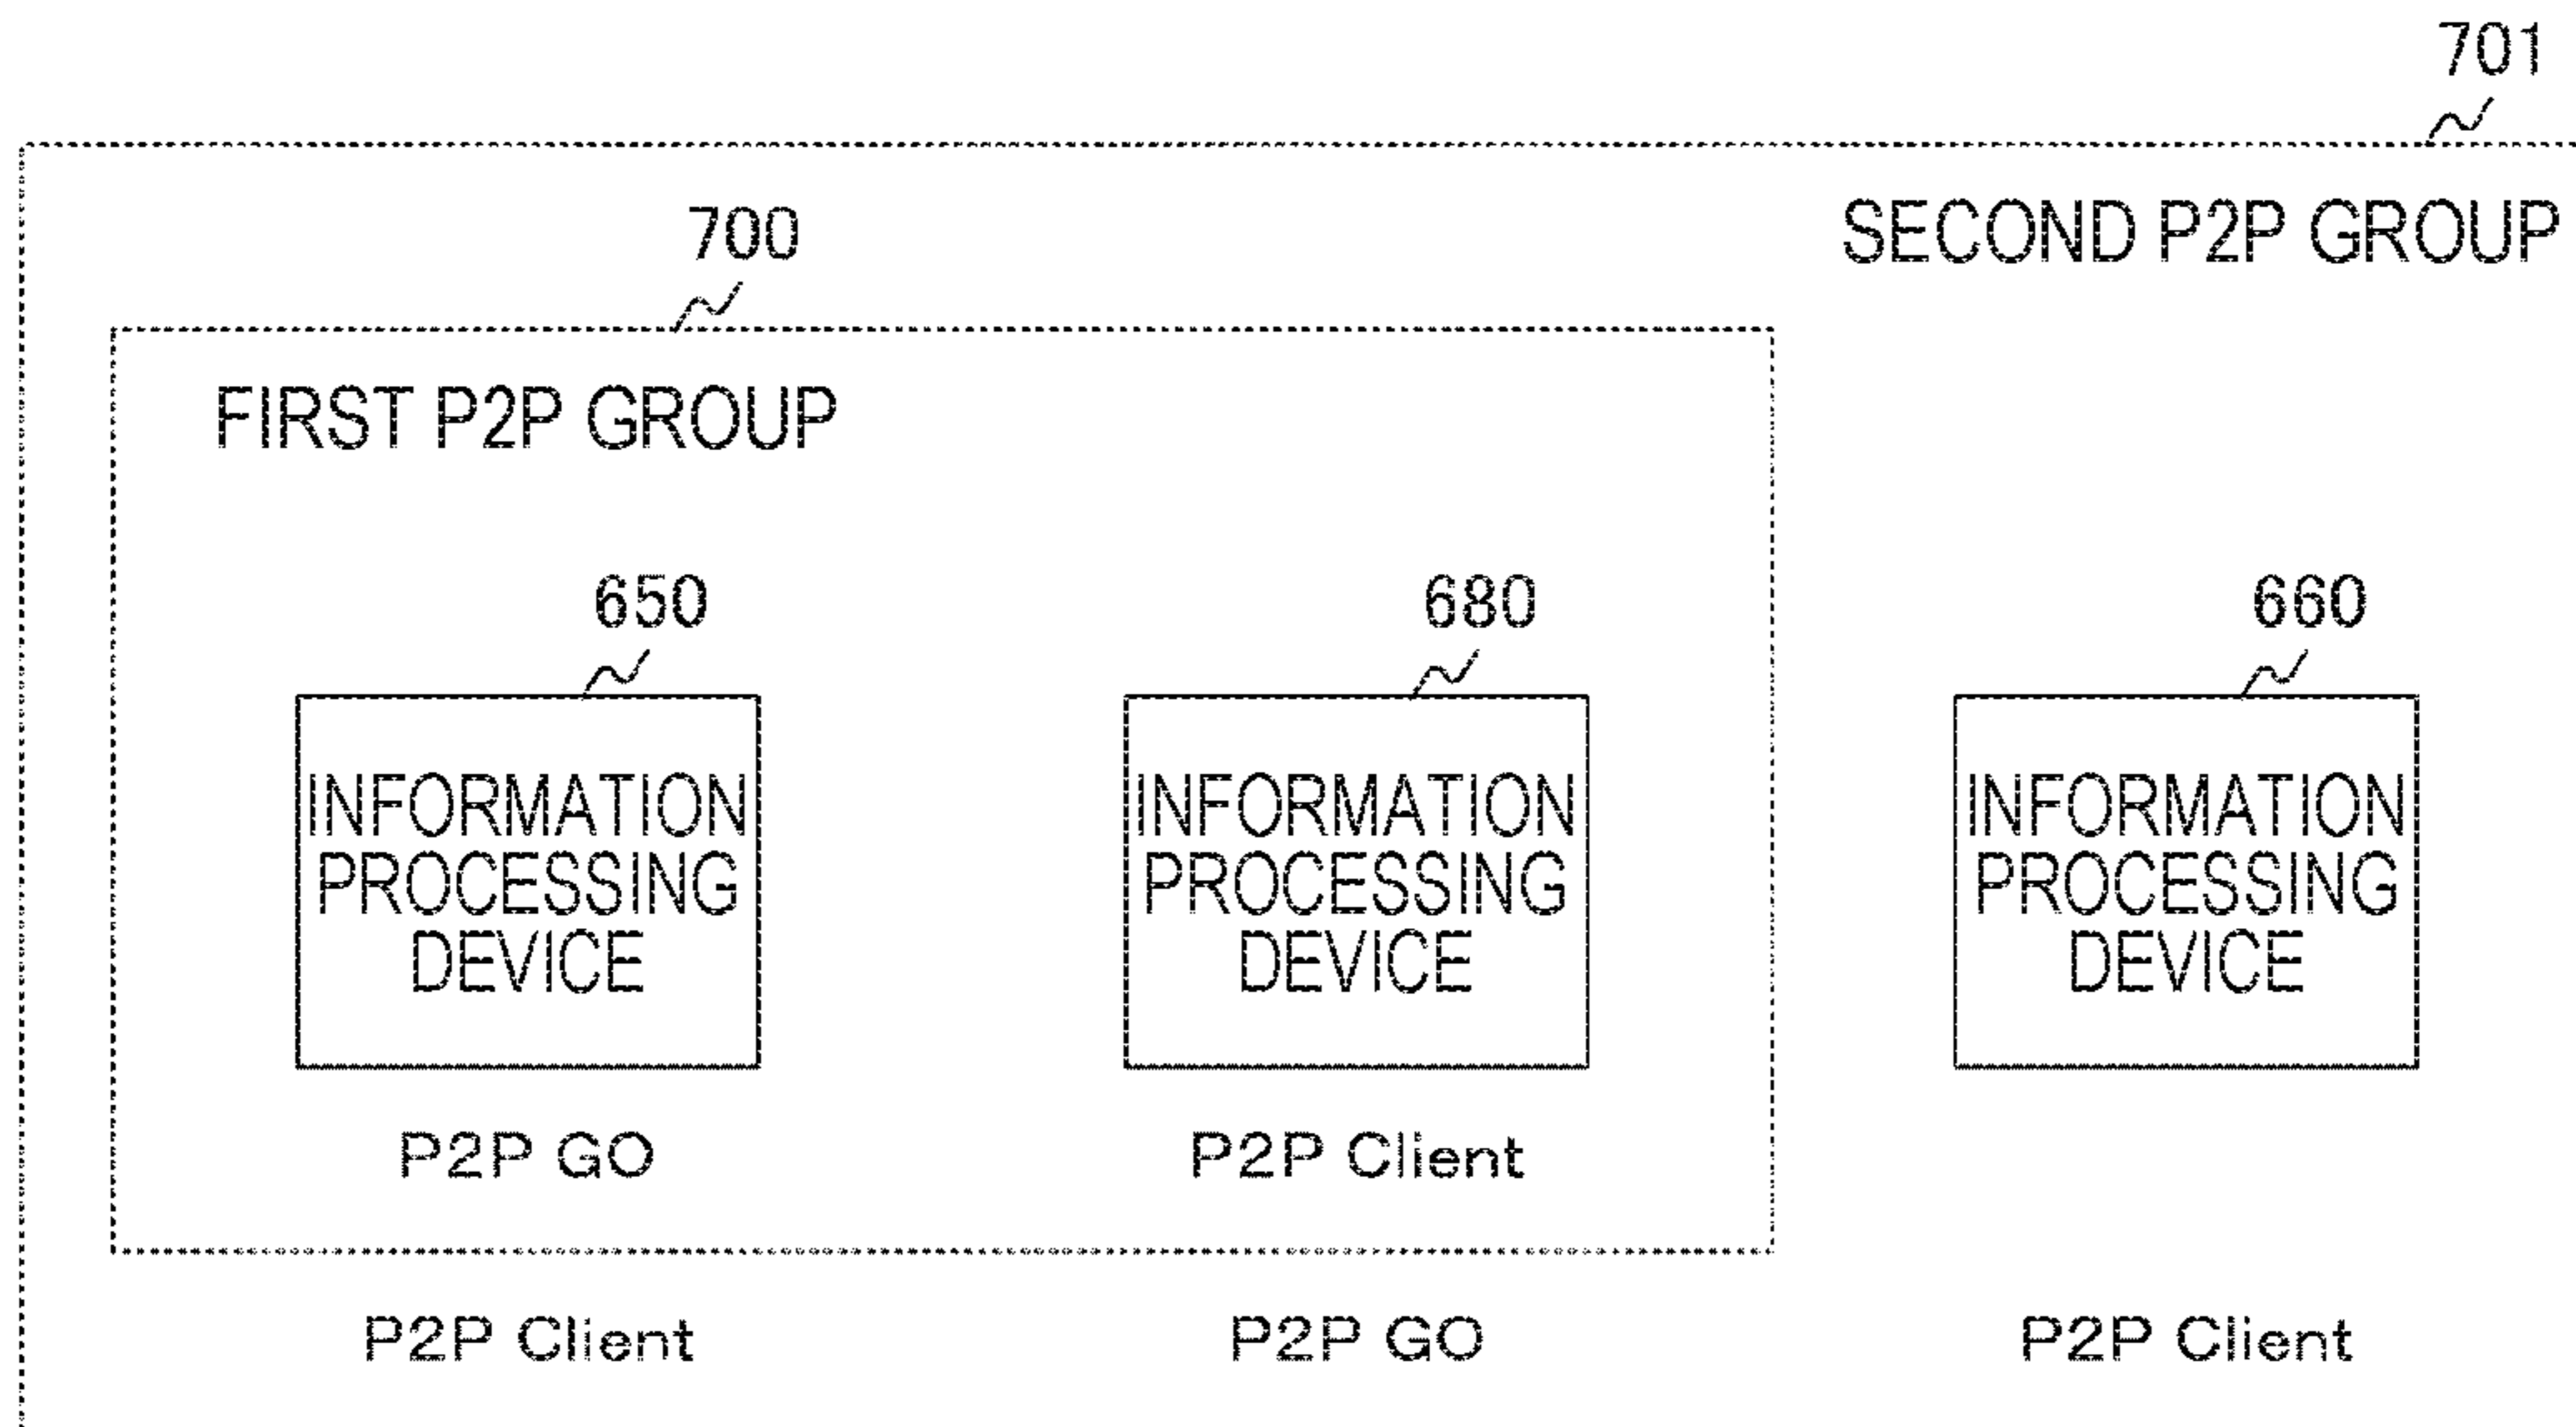 701
SECOND P2P GROUP
700
FIRST P2P GROUP
650
680
660
INFORMATION
PROCESSING
DEVICE
INFORMATION
PROCESSING
DEVICE
INFORMATION
PROCESSING
DEVICE
P2P GO
P2P Client
P2P Client
P2P GO
P2P Client